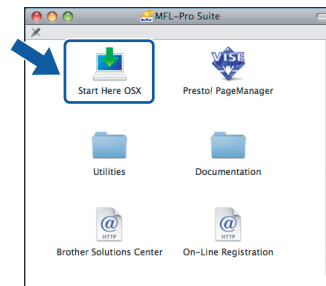 MFL-Pro Suite
Start Here OSX
VISE
Presto! PageManager
Utilities
Documentation
@
HTTP
@
HTTP
Brother Solutions Center
On-Line Registration